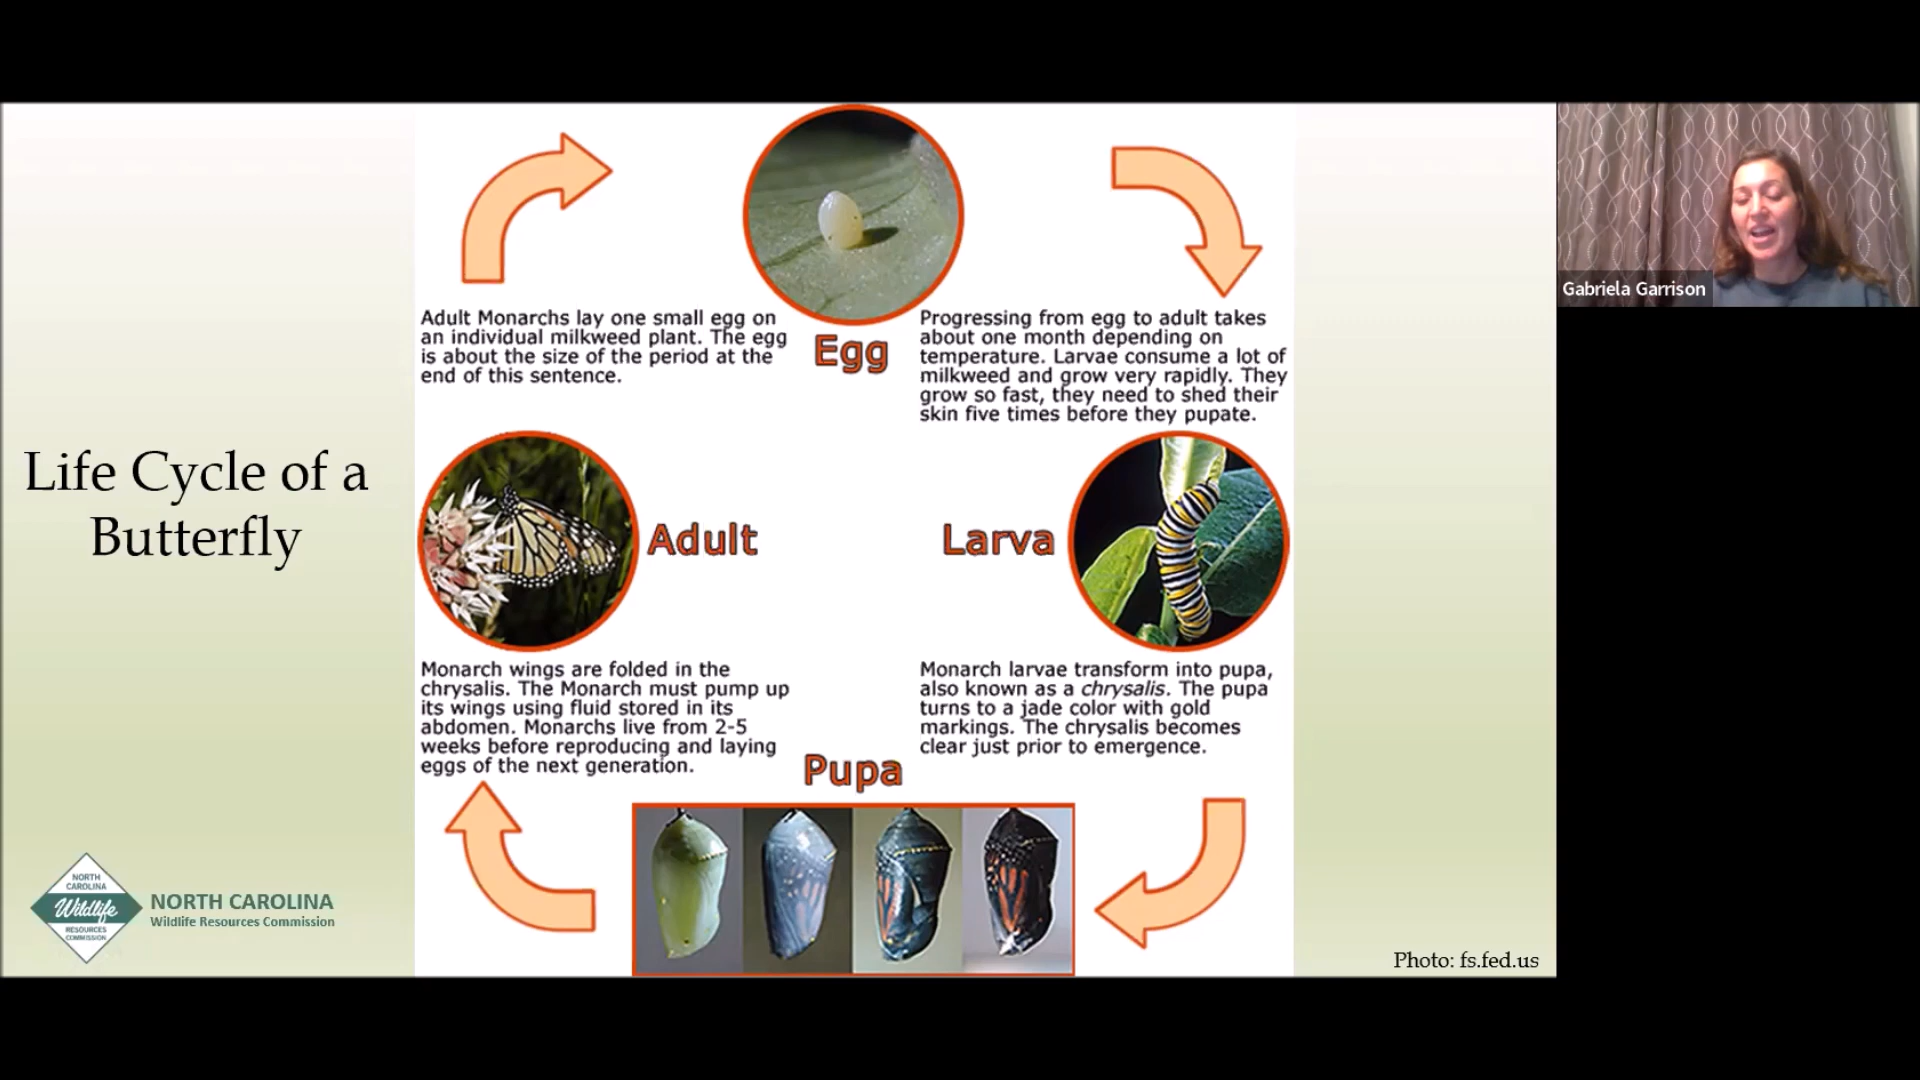 Life Cycle of a
Butterfly
Adult Monarchs lay one small egg on
an individual milkweed plant. The egg
is about the size of the period at the
end of this sentence.
Egg
Progressing from egg to adult takes
about one month depending on
temperature. Larvae consume a lot of
milkweed and grow very rapidly. They
grow so fast, they need to shed their
skin five times before they pupate.
Adult
Larva
Monarch wings are folded in the
chrysalis. The Monarch must pump up
its wings using fluid stored in its
abdomen. Monarchs live from 2-5
weeks before reproducing and laying
eggs of the next generation.
Monarch larvae transform into pupa,
also known as a chrysalis. The pupa
turns to a jade color with gold
markings. The chrysalis becomes
clear just prior to emergence.
Pupa
NORTH
CAROLINA
Wildlife
RESOURCES
COMMISSION
NORTH CAROLINA
Wildlife Resources Commission
Photo: fs.fed.us
Gabriela Garrison